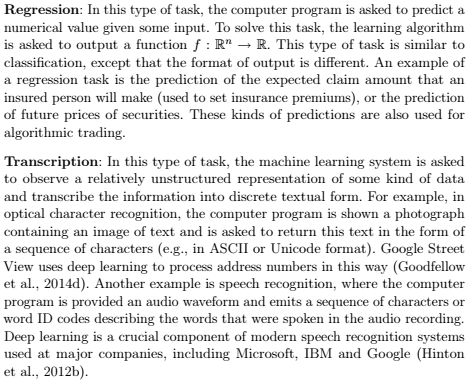 Regression: In this type of task, the computer program is asked to predict a
numerical value given some input. To solve this task, the learning algorithm
is asked to output a function f : ℝⁿ → ℝ. This type of task is similar to
classification, except that the format of output is different. An example of
a regression task is the prediction of the expected claim amount that an
insured person will make (used to set insurance premiums), or the prediction
of future prices of securities. These kinds of predictions are also used for
algorithmic trading.
Transcription: In this type of task, the machine learning system is asked
to observe a relatively unstructured representation of some kind of data
and transcribe the information into discrete textual form. For example, in
optical character recognition, the computer program is shown a photograph
containing an image of text and is asked to return this text in the form of
a sequence of characters (e.g., in ASCII or Unicode format). Google Street
View uses deep learning to process address numbers in this way (Goodfellow
et al., 2014d). Another example is speech recognition, where the computer
program is provided an audio waveform and emits a sequence of characters or
word ID codes describing the words that were spoken in the audio recording.
Deep learning is a crucial component of modern speech recognition systems
used at major companies, including Microsoft, IBM and Google (Hinton
et al., 2012b).